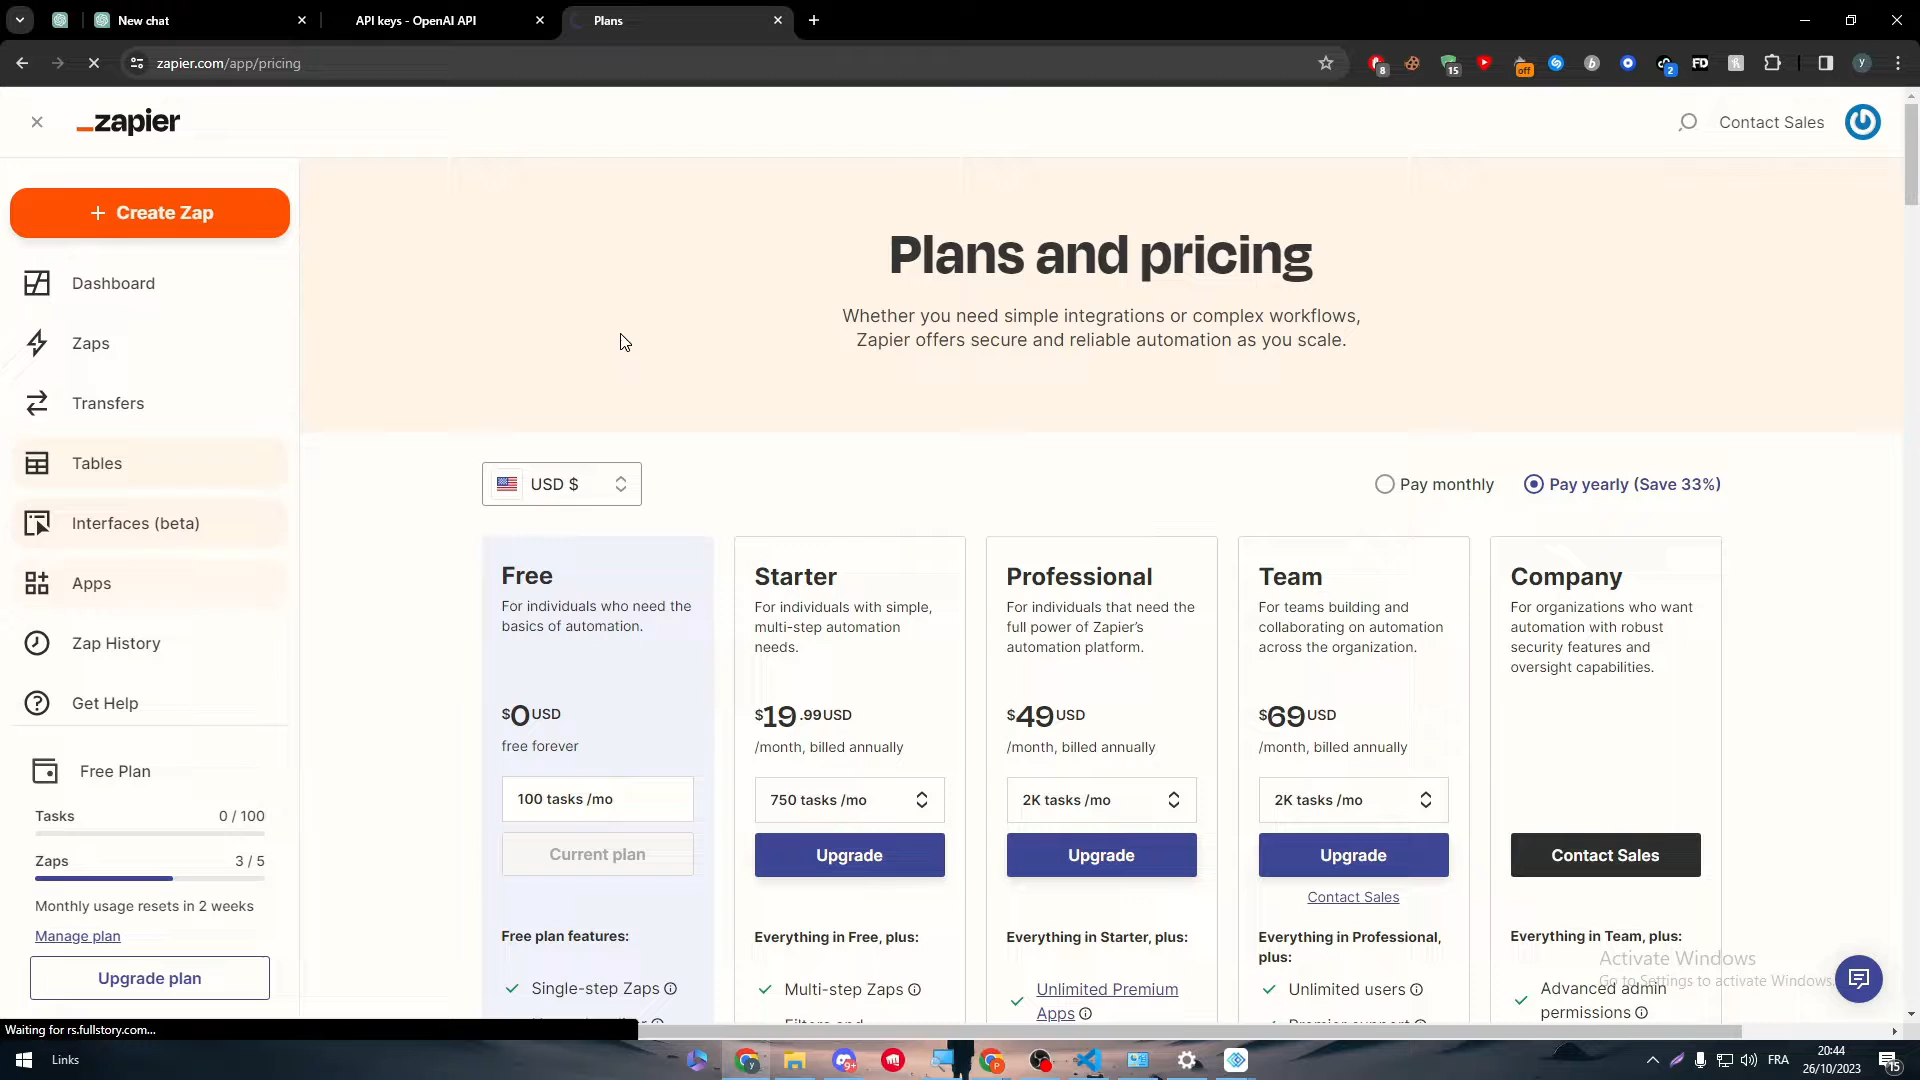 New chat
API keys - OpenAI API
Plans
zapier.com/app/pricing
8
15
off
b
2
FD
y
zapier
Contact Sales
Create Zap
Dashboard
Zaps
Transfers
Tables
Interfaces (beta)
Apps
Zap History
Get Help
Free Plan
Tasks 0 / 100
Zaps 3 / 5
Monthly usage resets in 2 weeks
Manage plan
Upgrade plan
Plans and pricing
Whether you need simple integrations or complex workflows,
Zapier offers secure and reliable automation as you scale.
USD $
Pay monthly
Pay yearly (Save 33%)
Free
For individuals who need the
basics of automation.
$0 USD
free forever
100 tasks /mo
Current plan
Free plan features:
Single-step Zaps
Starter
For individuals with simple,
multi-step automation
needs.
$19.99 USD
/month, billed annually
750 tasks /mo
Upgrade
Everything in Free, plus:
Multi-step Zaps
Professional
For individuals that need the
full power of Zapier's
automation platform.
$49 USD
/month, billed annually
2K tasks /mo
Upgrade
Everything in Starter, plus:
Unlimited Premium
Apps
Team
For teams building and
collaborating on automation
across the organization.
$69 USD
/month, billed annually
2K tasks /mo
Upgrade
Contact Sales
Everything in Professional,
plus:
Unlimited users
Company
For organizations who want
automation with robust
security features and
oversight capabilities.
Contact Sales
Everything in Team, plus:
Advanced admin
permissions
Activate Windows
Go to Settings to activate Windows.
Waiting for rs.fullstory.com...
Links
9+
FRA
20:44
26/10/2023
15